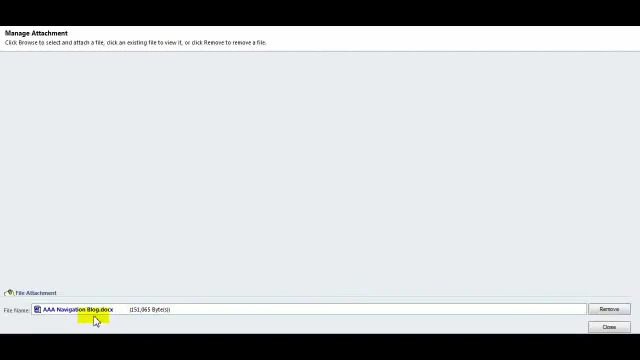 Manage Attachment
Click Browse to select and attach a file, click an existing file to view it, or click Remove to remove a file.
File Attachment
File Name: AAA Navigation Blog.docx (151,065 Byte(s)) Remove
Close